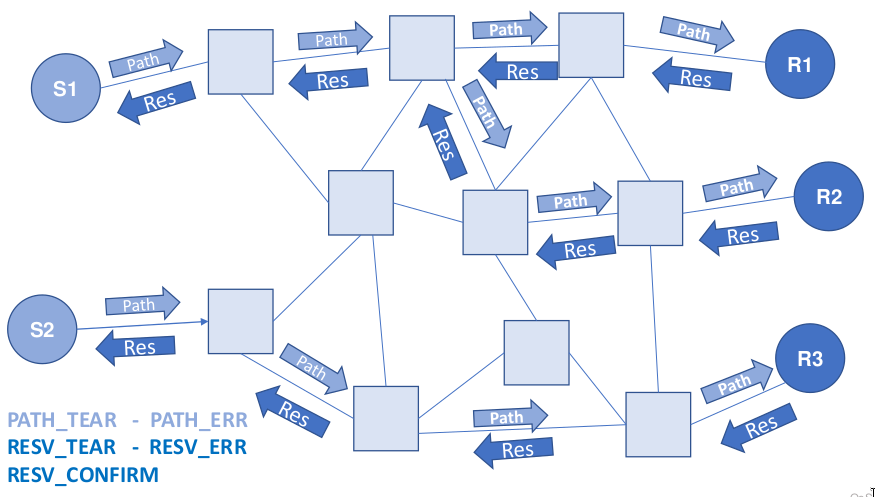 S1
Path
Path
Path
Path
R1
Res
Res
Res
Res
Path
Res
Path
Path
R2
Res
Res
S2
Path
Res
Path
Res
Path
Res
Path
R3
Res
PATH_TEAR - PATH_ERR
RESV_TEAR - RESV_ERR
RESV_CONFIRM